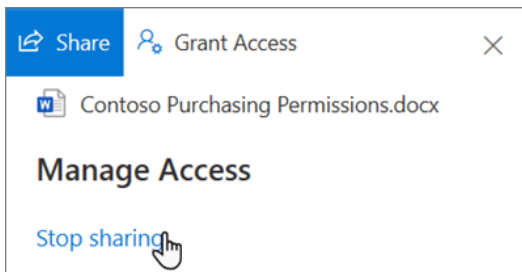 Share Grant Access
Contoso Purchasing Permissions.docx
Manage Access
Stop sharing